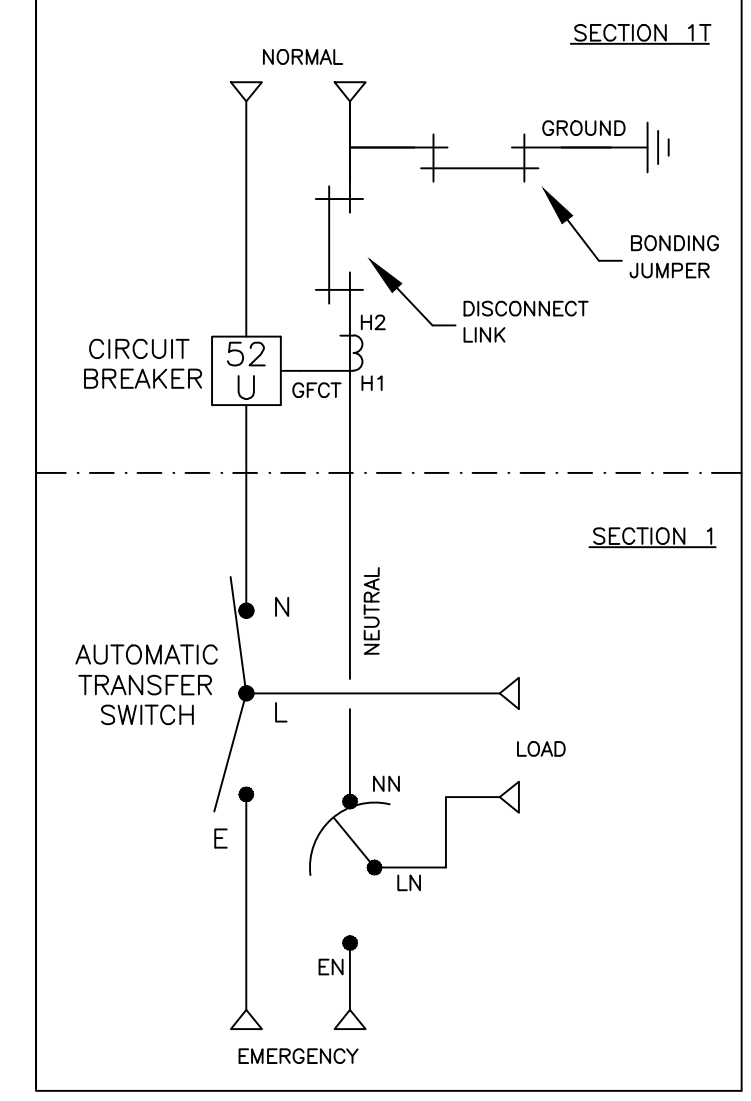 SECTION 1T
NORMAL
GROUND
BONDING
JUMPER
DISCONNECT
LINK
H2
CIRCUIT
BREAKER
52
U
GFCT
H1
SECTION 1
NEUTRAL
N
AUTOMATIC
TRANSFER
SWITCH
L
LOAD
NN
E
LN
EN
EMERGENCY